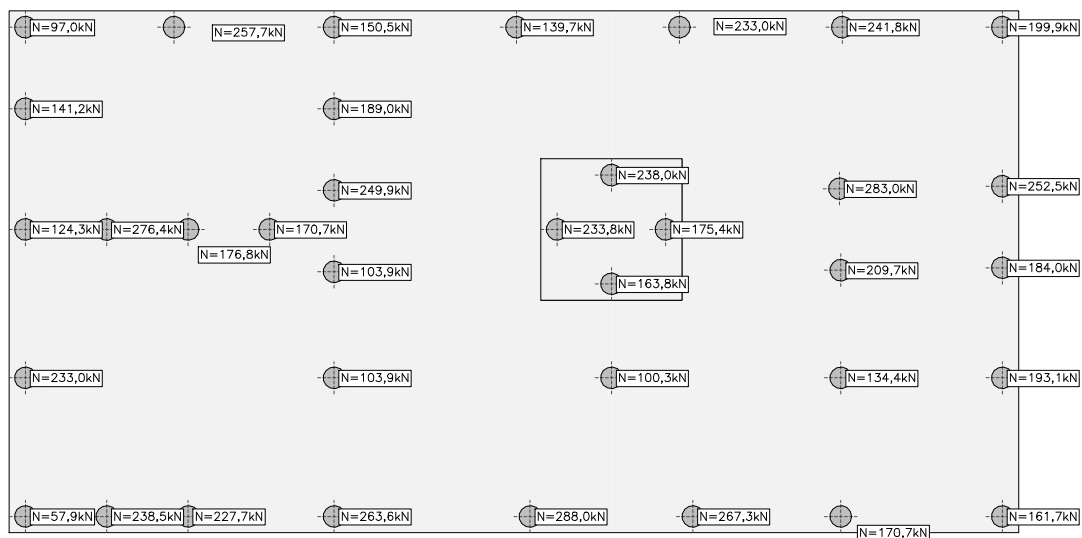 N=97,0kN
N=257,7kN
N=150,5kN
N=139,7kN
N=233,0kN
N=241,8kN
N=199,9kN
N=141,2kN
N=189,0kN
N=238,0kN
N=249,9kN
N=283,0kN
N=252,5kN
N=124,3kN
N=276,4kN
N=176,8kN
N=170,7kN
N=233,8kN
N=175,4kN
N=103,9kN
N=163,8kN
N=209,7kN
N=184,0kN
N=233,0kN
N=103,9kN
N=100,3kN
N=134,4kN
N=193,1kN
N=57,9kN
N=238,5kN
N=227,7kN
N=263,6kN
N=288,0kN
N=267,3kN
N=170,7kN
N=161,7kN